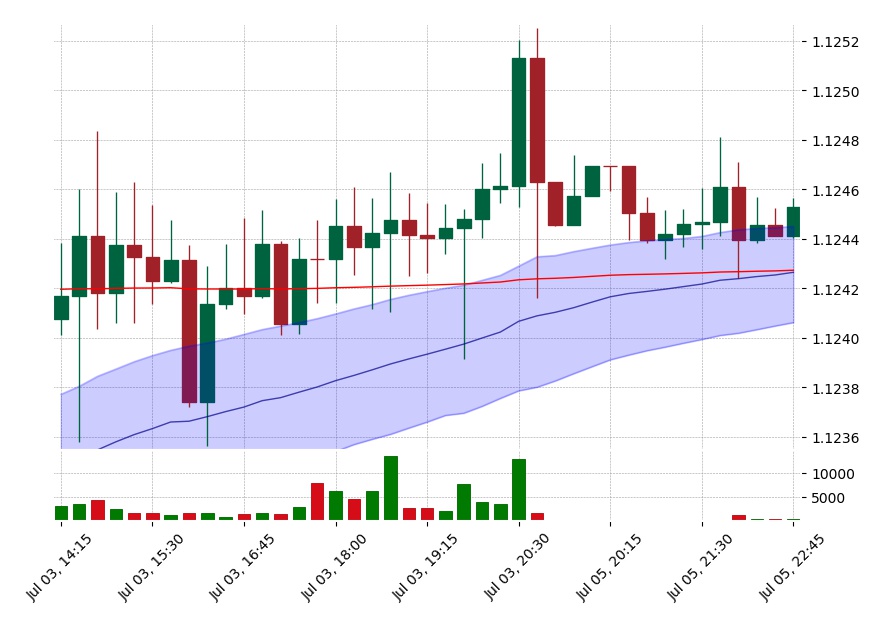 1.1252
1.1250
1.1248
1.1246
1.1244
1.1242
1.1240
1.1238
1.1236
10000
5000
Jul 03, 14:15
Jul 03, 15:30
Jul 03, 16:45
Jul 03, 18:00
Jul 03, 19:15
Jul 03, 20:30
Jul 05, 20:15
Jul 05, 21:30
Jul 05, 22:45